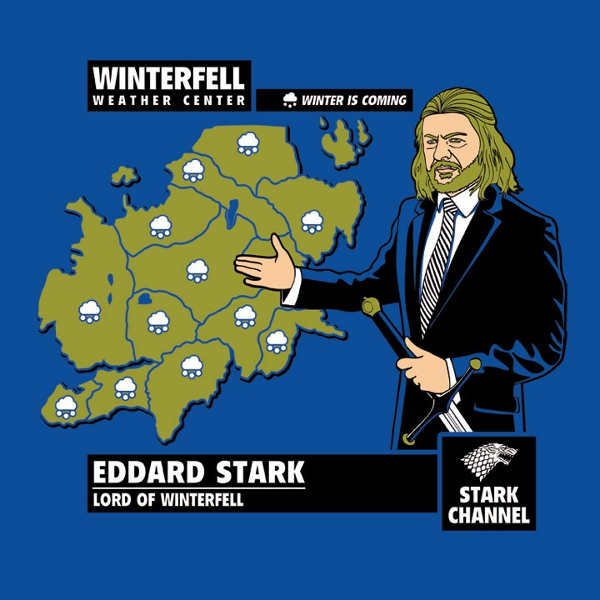 WINTERFELL
WEATHER CENTER
WINTER IS COMING
EDDARD STARK
LORD OF WINTERFELL
STARK
CHANNEL